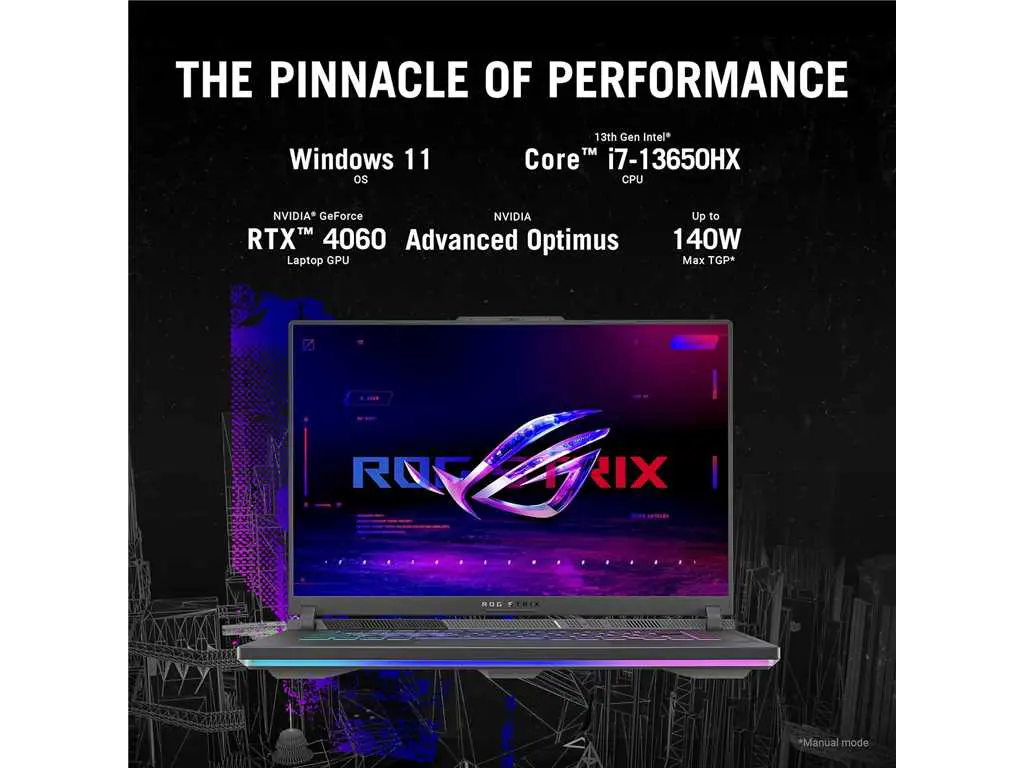 THE PINNACLE OF PERFORMANCE
13th Gen Intel®
Windows 11
Core™ i7-13650HX
OS
CPU
NVIDIA® GeForce
NVIDIA
Up to
RTX™ 4060
Advanced Optimus
140W
Laptop GPU
Max TGP*
ROG STRIX
ROG STRIX
*Manual mode